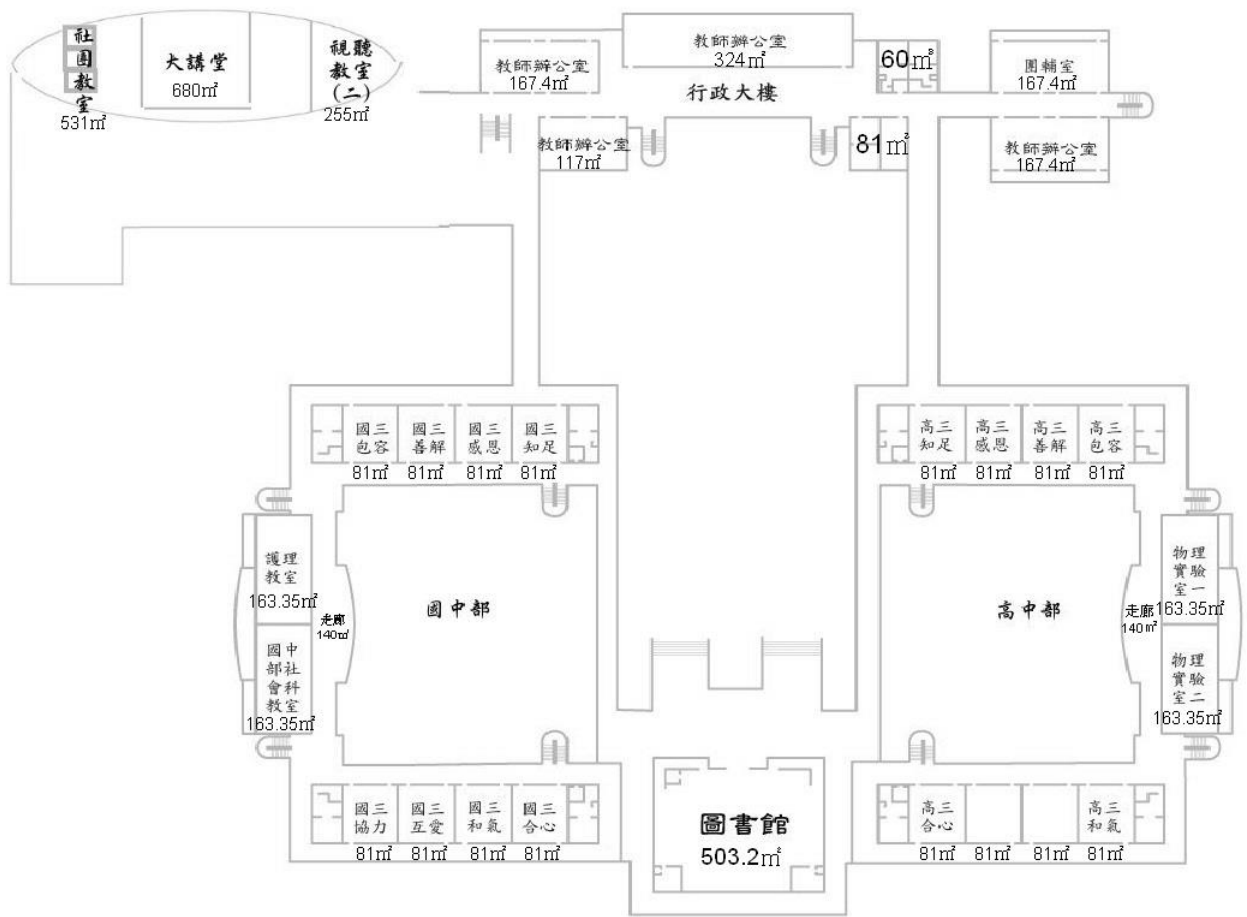 社
團
教
室
531㎡
大講堂
680㎡
視聽
教室
(二)
255㎡
教師辦公室
167.4㎡
教師辦公室
324㎡
行政大樓
60㎡
團輔室
167.4㎡
教師辦公室
117㎡
81㎡
教師辦公室
167.4㎡
國三
包容
81㎡
國三
善解
81㎡
國三
感恩
81㎡
國三
知足
81㎡
高三
知足
81㎡
高三
感恩
81㎡
高三
善解
81㎡
高三
包容
81㎡
護理
教室
163.35㎡
走廊
140㎡
國中部
國中
部社
會科
教室
163.35㎡
高中部
走廊
140㎡
物理
實驗
室一
163.35㎡
物理
實驗
室二
163.35㎡
國三
協力
81㎡
國三
互愛
81㎡
國三
和氣
81㎡
國三
合心
81㎡
圖書館
503.2㎡
高三
合心
81㎡
81㎡
81㎡
高三
和氣
81㎡